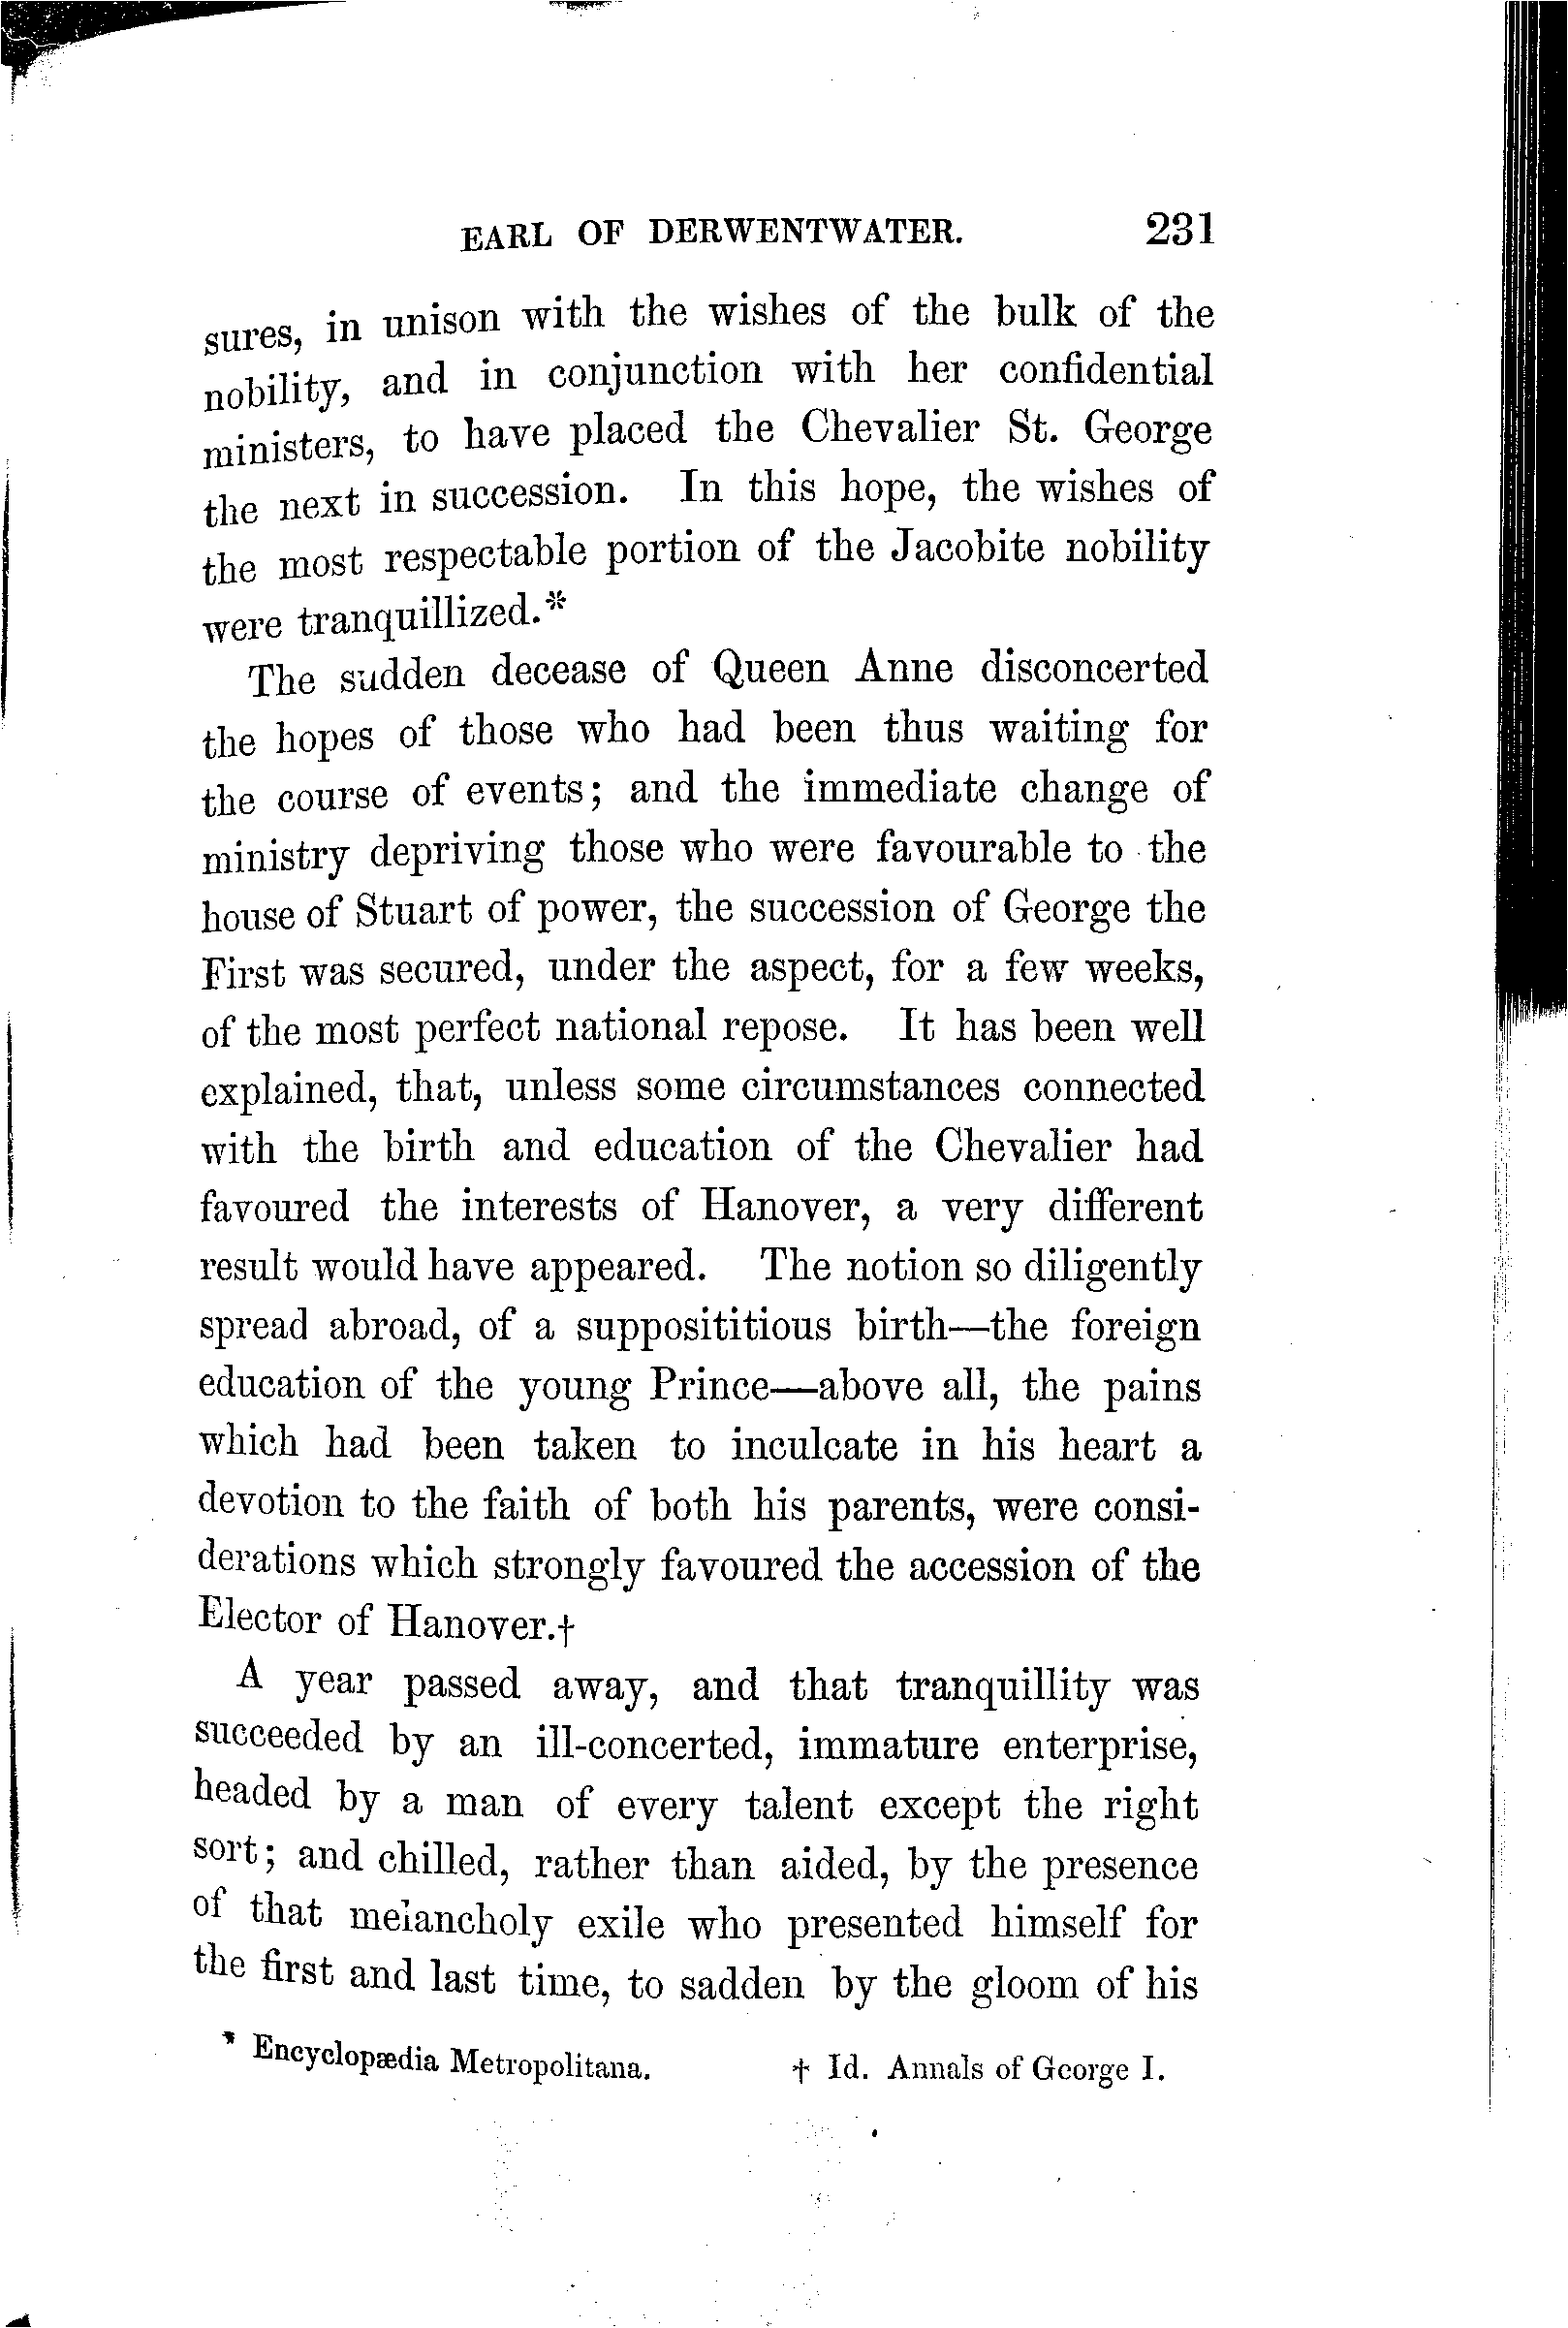 EARL OF DERWENTWATER. 231
sures, in unison with the wishes of the bulk of the
nobility, and in conjunction with her confidential
ministers, to have placed the Chevalier St. George
the next in succession. In this hope, the wishes of
the most respectable portion of the Jacobite nobility
were tranquillized.*
The sudden decease of Queen Anne disconcerted
the hopes of those who had been thus waiting for
the course of events; and the immediate change of
ministry depriving those who were favourable to the
house of Stuart of power, the succession of George the
First was secured, under the aspect, for a few weeks,
of the most perfect national repose. It has been well
explained, that, unless some circumstances connected
with the birth and education of the Chevalier had
favoured the interests of Hanover, a very different
result would have appeared. The notion so diligently
spread abroad, of a supposititious birth—the foreign
education of the young Prince—above all, the pains
which had been taken to inculcate in his heart a
devotion to the faith of both his parents, were consi-
derations which strongly favoured the accession of the
Elector of Hanover.†
A year passed away, and that tranquillity was
succeeded by an ill-concerted, immature enterprise,
headed by a man of every talent except the right
sort; and chilled, rather than aided, by the presence
of that melancholy exile who presented himself for
the first and last time, to sadden by the gloom of his
* Encyclopædia Metropolitana. † Id. Annals of George I.